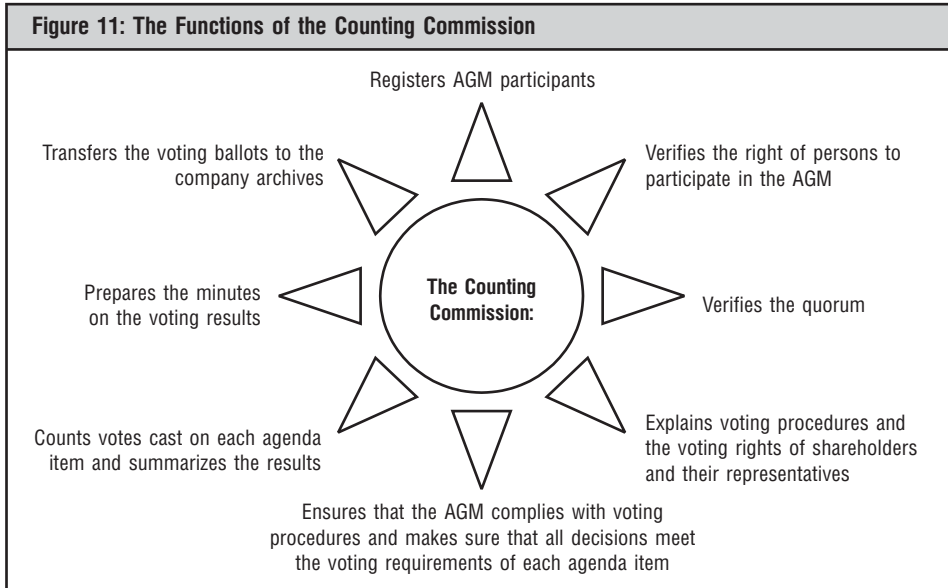 Figure 11: The Functions of the Counting Commission
Registers AGM participants
Verifies the right of persons to
participate in the AGM
Verifies the quorum
Explains voting procedures and
the voting rights of shareholders
and their representatives
Ensures that the AGM complies with voting
procedures and makes sure that all decisions meet
the voting requirements of each agenda item
Counts votes cast on each agenda
item and summarizes the results
Prepares the minutes
on the voting results
Transfers the voting ballots to the
company archives
The Counting
Commission: